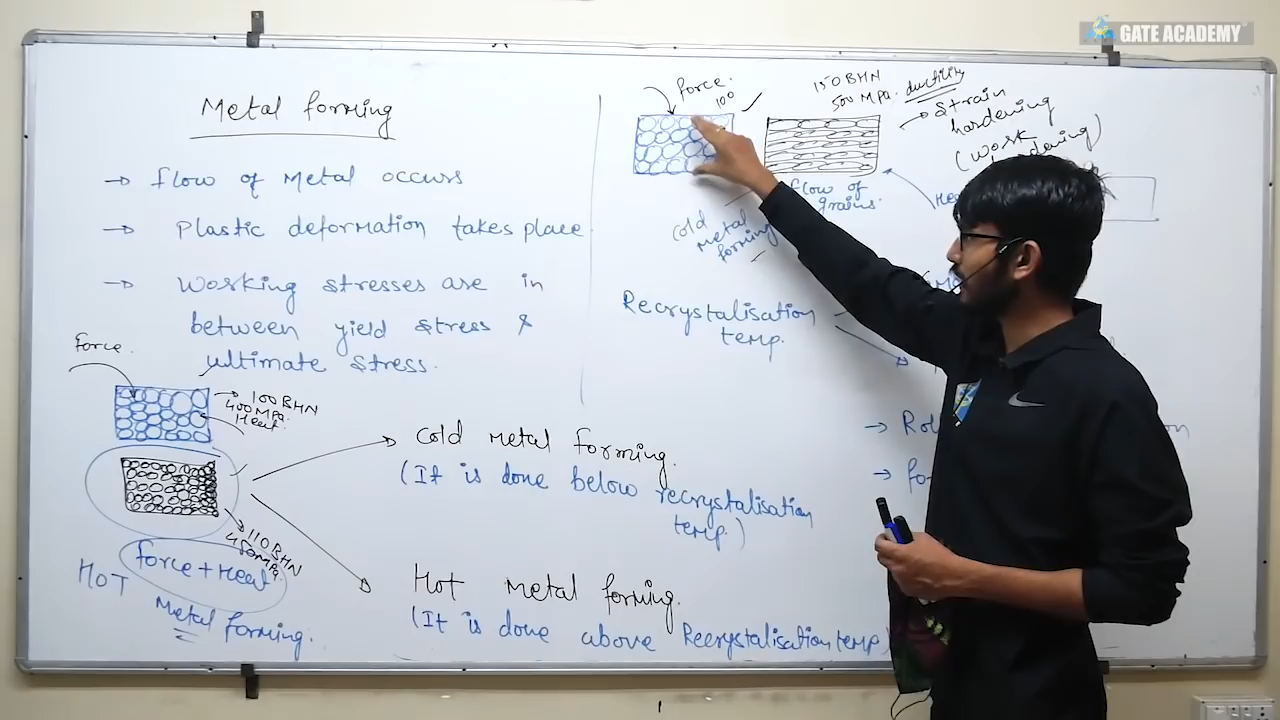 GATE ACADEMY
Metal forming
→ flow of Metal occurs
→ Plastic deformation takes place
→ Working stresses are in
between yield stress &
ultimate stress.
Force.
→ 100 BHN
400 MPa.
Heat.
110 BHN
450 MPa.
Force + Heat
HOT
Metal forming.
Cold Metal forming.
(It is done below recrystalisation
temp.)
Hot Metal forming.
(It is done above Recrystalisation temp)
force.
100
150 BHN
500 MPa.
ductility
→ strain
hardening
(work
hardening)
flow of
grains.
cold
metal
forming
Recrystalisation
temp.